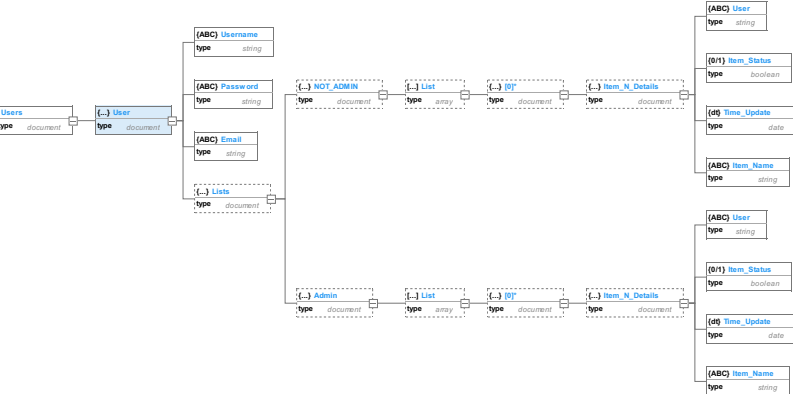 Users
type document
{...} User
type document
{ABC} Username
type string
{ABC} Password
type string
{ABC} Email
type string
{...} Lists
type document
{...} NOT_ADMIN
type document
[...] List
type array
{...} [0]*
type document
{...} Item_N_Details
type document
{ABC} User
type string
{0/1} Item_Status
type boolean
{dt} Time_Update
type date
{ABC} Item_Name
type string
{...} Admin
type document
[...] List
type array
{...} [0]*
type document
{...} Item_N_Details
type document
{ABC} User
type string
{0/1} Item_Status
type boolean
{dt} Time_Update
type date
{ABC} Item_Name
type string